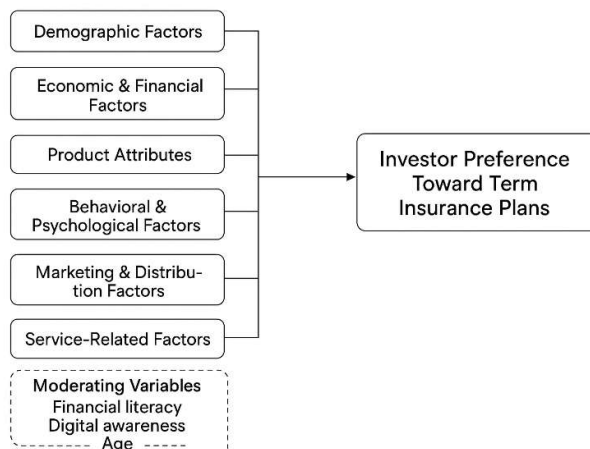 Demographic Factors
Economic & Financial
Factors
Product Attributes
Behavioral &
Psychological Factors
Marketing & Distribu-
tion Factors
Service-Related Factors
Investor Preference
Toward Term
Insurance Plans
Moderating Variables
Financial literacy
Digital awareness
Age